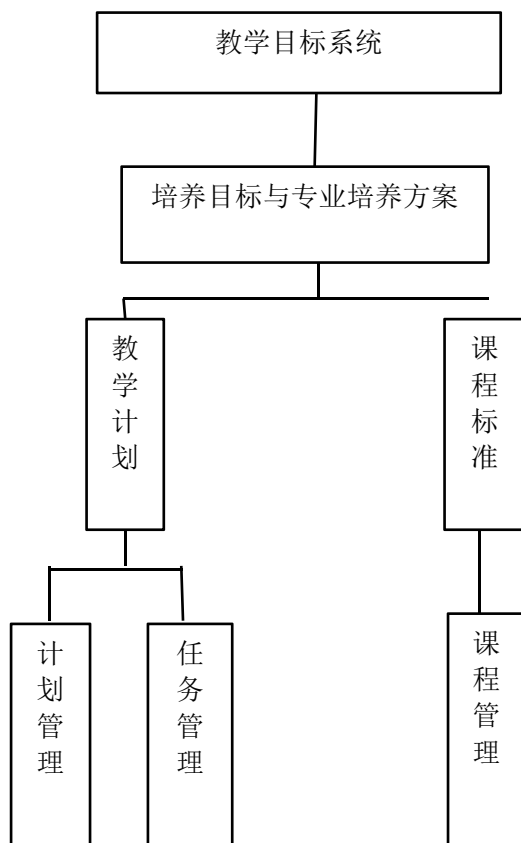 教学目标系统
培养目标与专业培养方案
教学计划
课程标准
计划管理
任务管理
课程管理